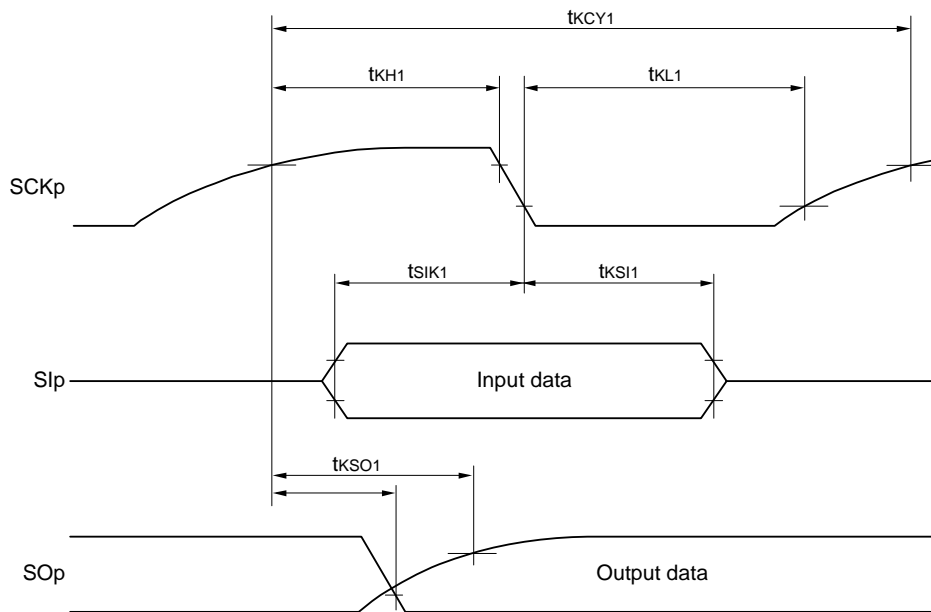 tKCY1
tKH1
tKL1
SCKp
tSIK1
tKSI1
SIp
Input data
tKSO1
SOp
Output data